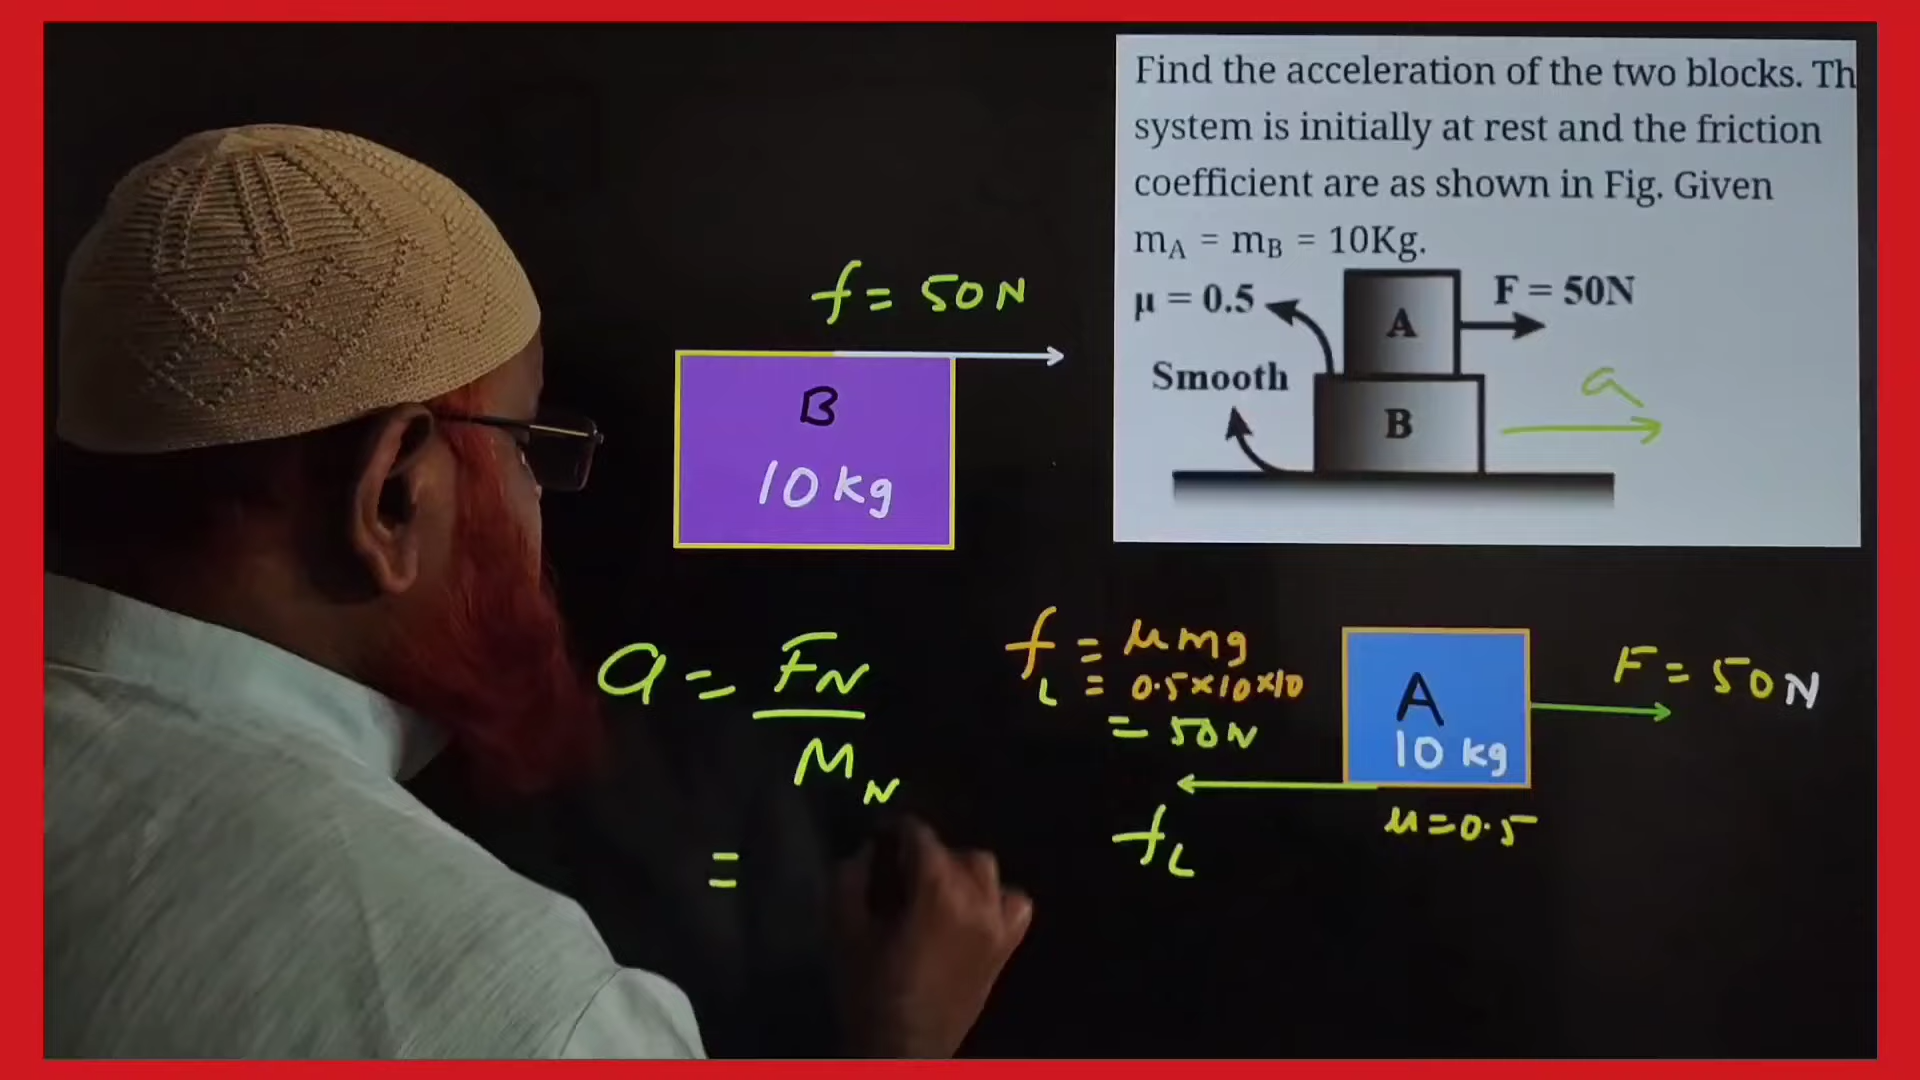 Find the acceleration of the two blocks. Th
system is initially at rest and the friction
coefficient are as shown in Fig. Given
mA = mB = 10Kg.
μ = 0.5
A
F = 50N
Smooth
B
a
f = 50N
B
10 kg
a = FN
MN
=
fL = μmg
= 0.5×10×10
= 50N
fL
A
10 kg
μ=0.5
F = 50N